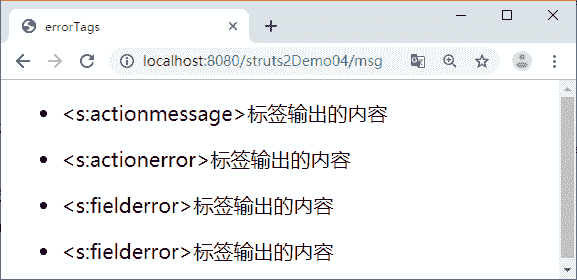 errorTags
localhost:8080/struts2Demo04/msg
<s:actionmessage>标签输出的内容
<s:actionerror>标签输出的内容
<s:fielderror>标签输出的内容
<s:fielderror>标签输出的内容